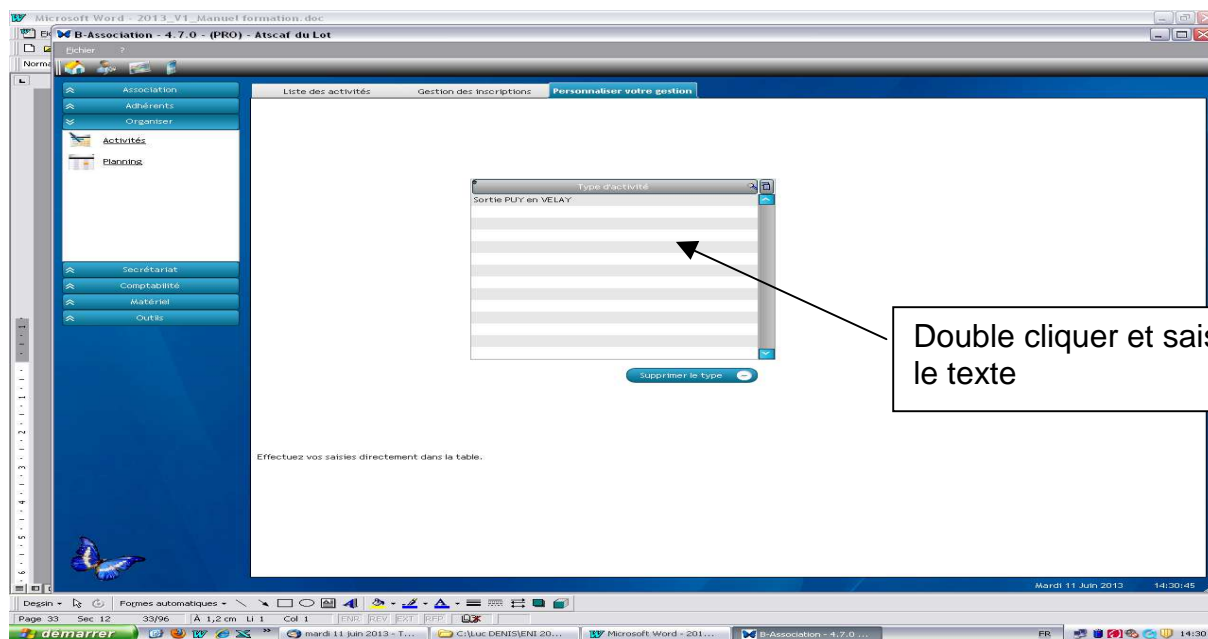 Microsoft Word - 2013_V1_Manuel formation.doc
B-Association - 4.7.0 - (PRO) - Atscaf du Lot
Fichier ?
Norma
Association
Adhérents
Organiser
Activités
Planning
Secrétariat
Comptabilité
Matériel
Outils
Liste des activités Gestion des inscriptions Personnaliser votre gestion
Type d'activité
Sortie PUY en VELAY
Supprimer le type
Double cliquer et sais
le texte
Effectuez vos saisies directement dans la table.
Mardi 11 Juin 2013 14:30:45
Dessin Formes automatiques
Page 33 Sec 12 33/96 À 1,2 cm Li 1 Col 1 ENR REV EXT RFP
démarrer mardi 11 juin 2013 - T... C:\Luc DENIS\ENI 20... Microsoft Word - 201... B-Association - 4.7.0 ... FR 14:30